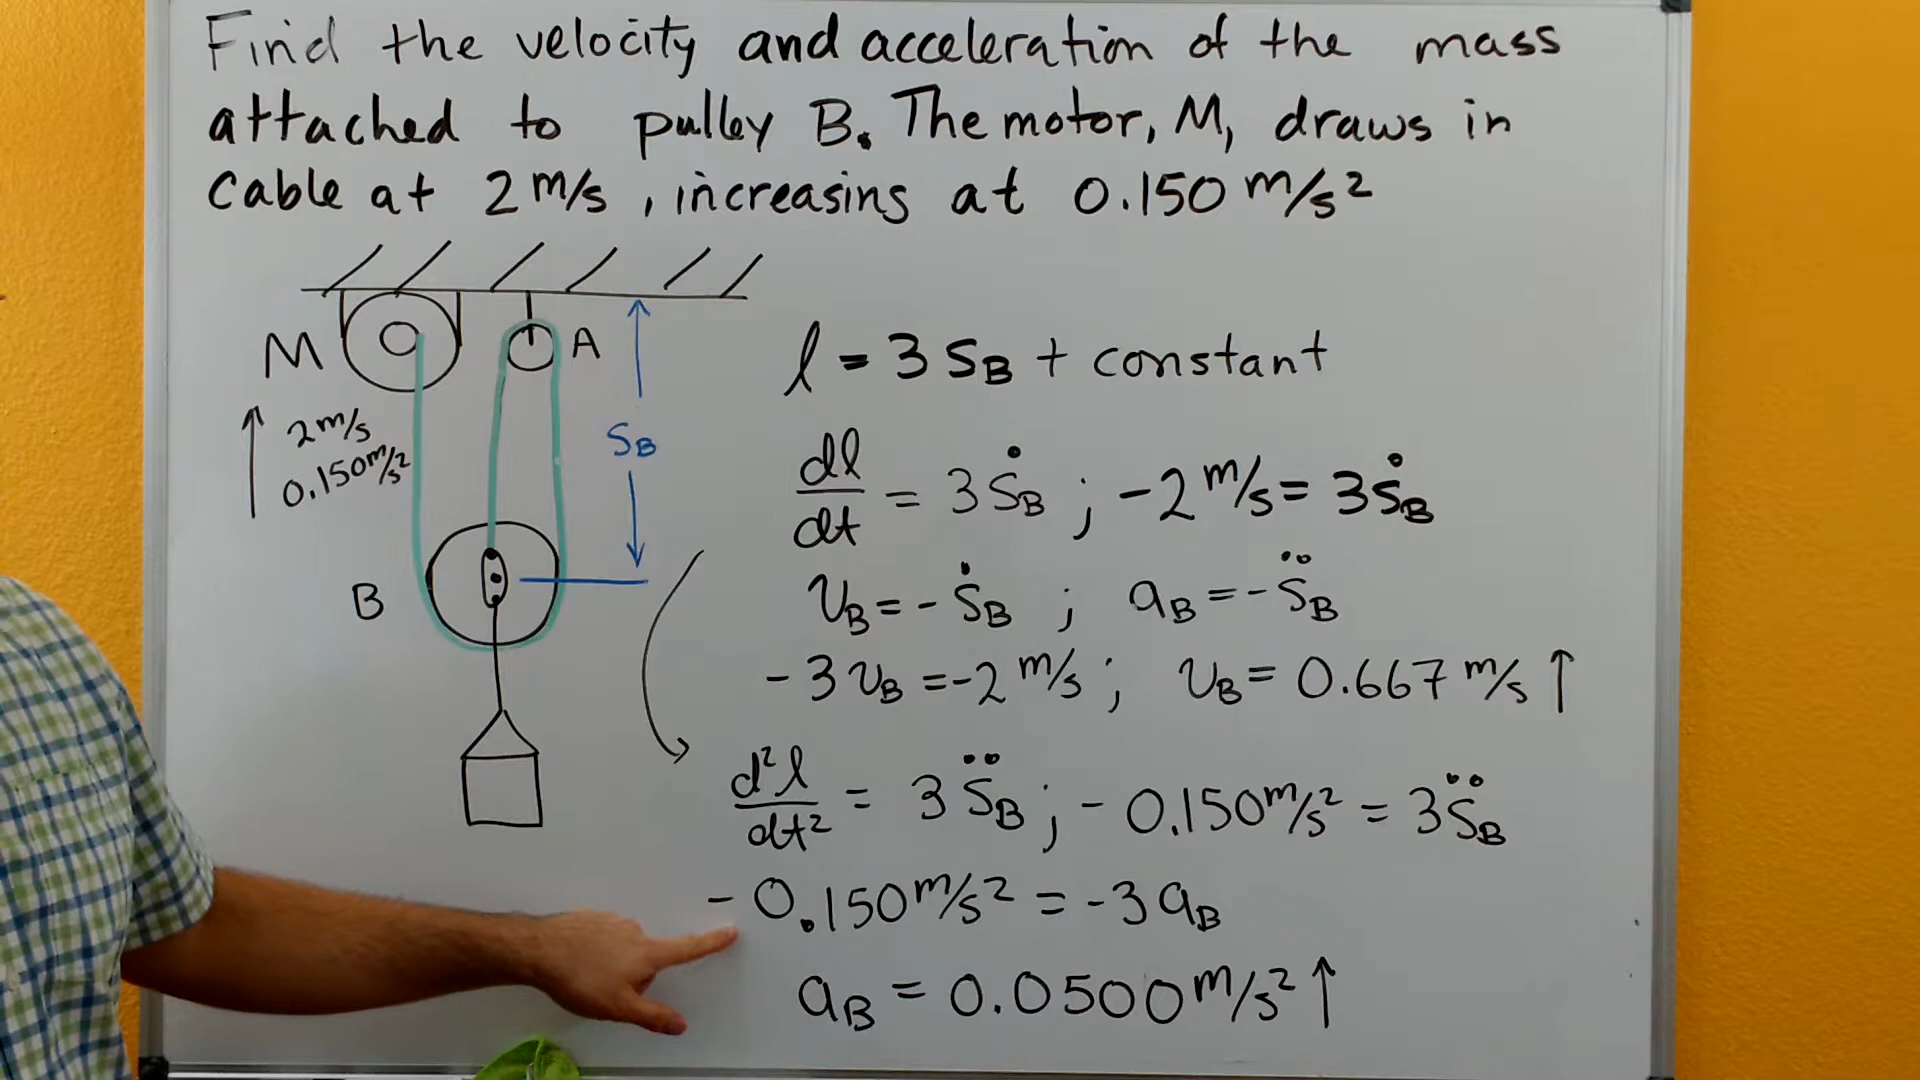 Find the velocity and acceleration of the mass
attached to pulley B. The motor, M, draws in
Cable at 2 m/s, increasing at 0.150 m/s²
M
A
2 m/s
0.150 m/s²
S_B
B
l = 3 S_B + constant
dl/dt = 3 Ṡ_B ; -2 m/s = 3 Ṡ_B
v_B = - Ṡ_B ; a_B = - S̈_B
-3 v_B = -2 m/s ; v_B = 0.667 m/s ↑
d²l/dt² = 3 S̈_B ; -0.150 m/s² = 3 S̈_B
-0.150 m/s² = -3 a_B
a_B = 0.0500 m/s² ↑